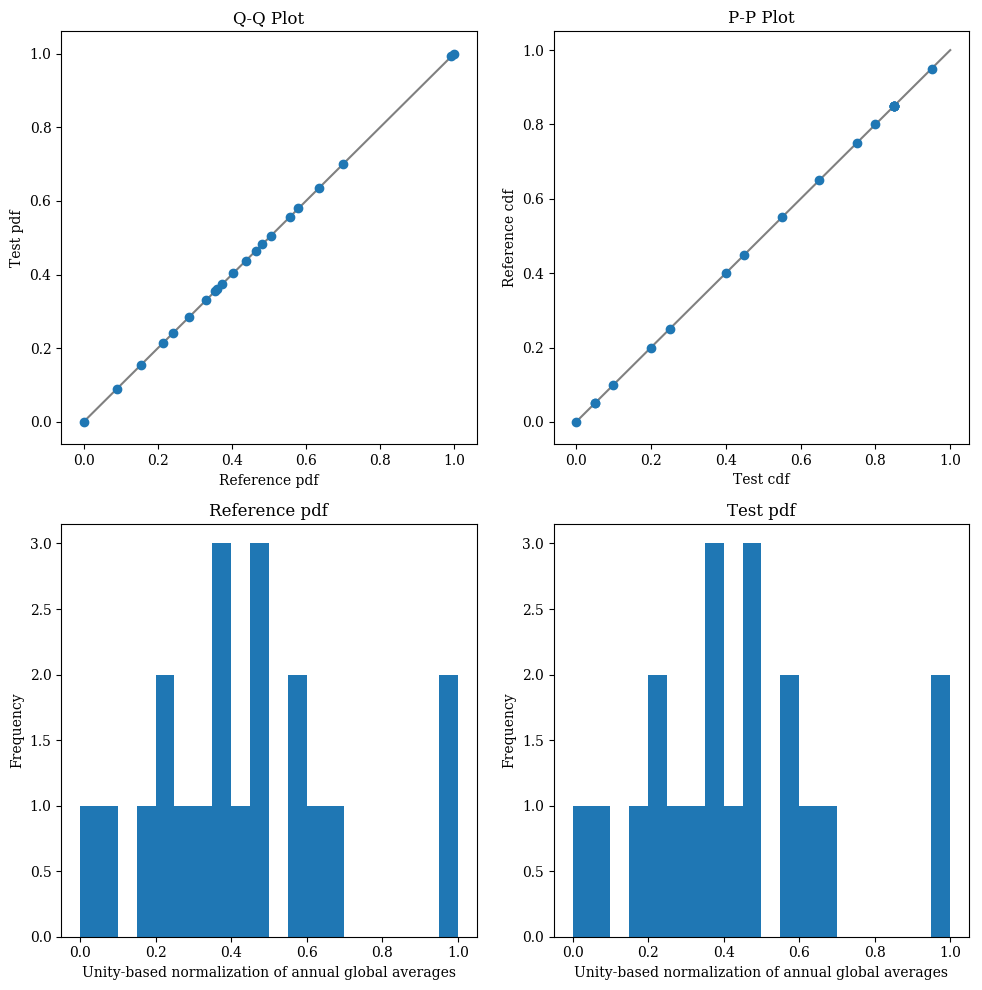 Q-Q Plot
1.0
0.8
0.6
0.4
0.2
0.0
Test pdf
0.0 0.2 0.4 0.6 0.8 1.0
Reference pdf
P-P Plot
1.0
0.8
0.6
0.4
0.2
0.0
Reference cdf
0.0 0.2 0.4 0.6 0.8 1.0
Test cdf
Reference pdf
3.0
2.5
2.0
1.5
1.0
0.5
0.0
Frequency
0.0 0.2 0.4 0.6 0.8 1.0
Unity-based normalization of annual global averages
Test pdf
3.0
2.5
2.0
1.5
1.0
0.5
0.0
Frequency
0.0 0.2 0.4 0.6 0.8 1.0
Unity-based normalization of annual global averages